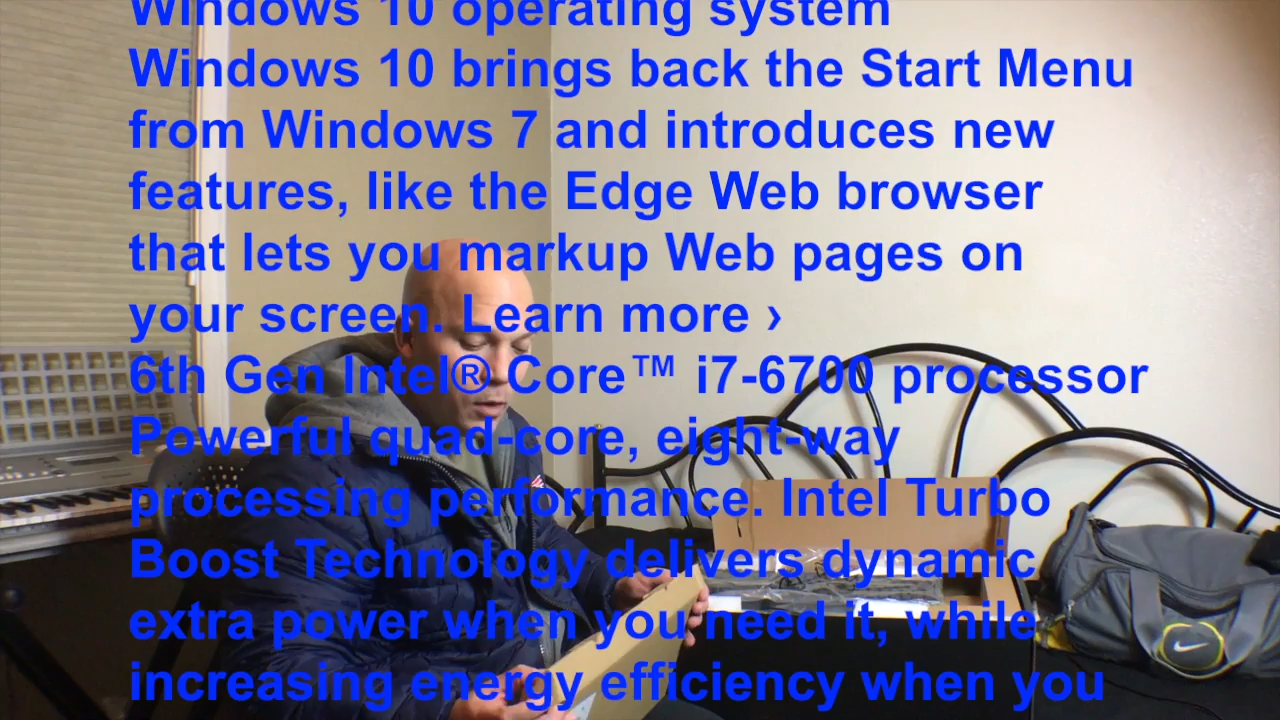 Windows 10 operating system
Windows 10 brings back the Start Menu
from Windows 7 and introduces new
features, like the Edge Web browser
that lets you markup Web pages on
your screen. Learn more ›
6th Gen Intel® Core™ i7-6700 processor
Powerful quad-core, eight-way
processing performance. Intel Turbo
Boost Technology delivers dynamic
extra power when you need it, while
increasing energy efficiency when you